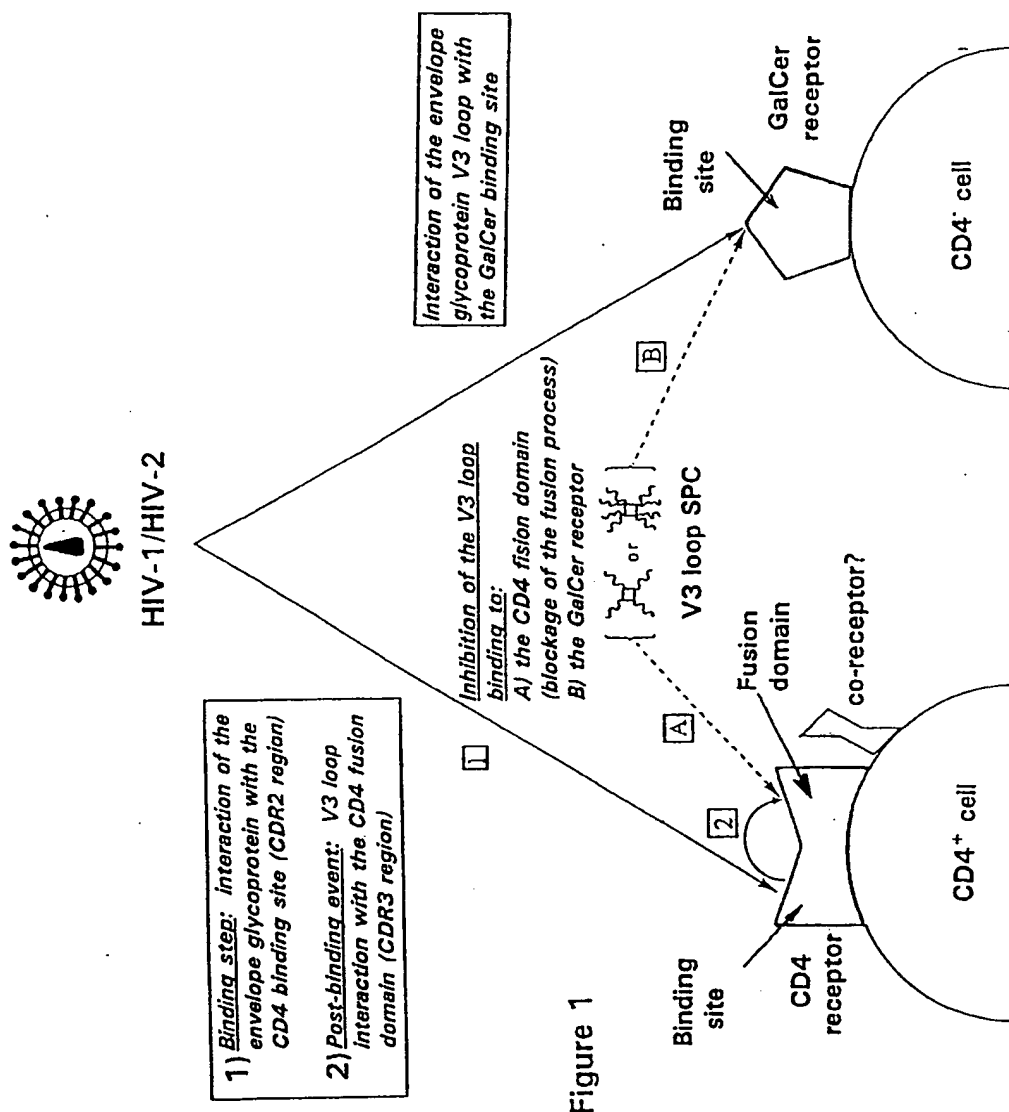 HIV-1/HIV-2
1) Binding step: interaction of the
envelope glycoprotein with the
CD4 binding site (CDR2 region)
2) Post-binding event: V3 loop
interaction with the CD4 fusion
domain (CDR3 region)
Interaction of the envelope
glycoprotein V3 loop with
the GalCer binding site
1
Inhibition of the V3 loop
binding to:
A) the CD4 fision domain
(blockage of the fusion process)
B) the GalCer receptor
or
V3 loop SPC
A
B
2
Figure 1
Binding
site
CD4
receptor
Fusion
domain
co-receptor?
CD4+ cell
Binding
site
GalCer
receptor
CD4- cell